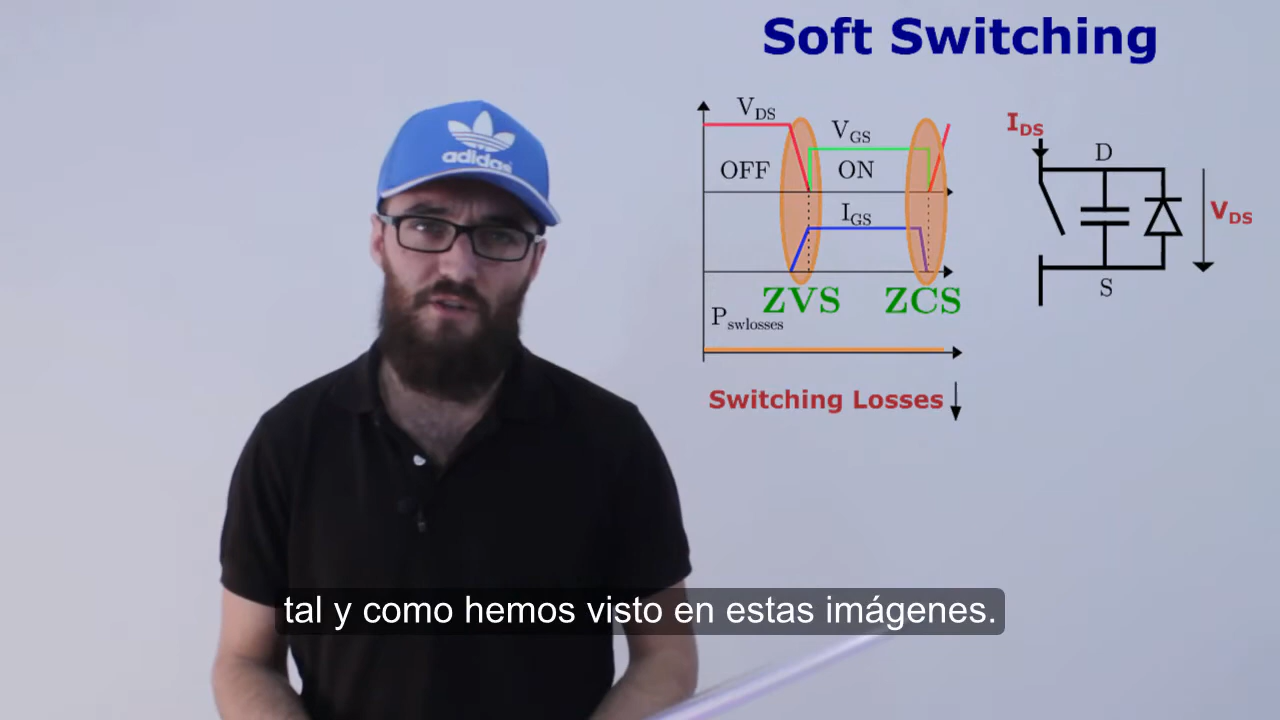 Soft Switching
V_DS
V_GS
OFF
ON
I_GS
ZVS
ZCS
P_swlosses
Switching Losses
I_DS
D
V_DS
S
adidas
tal y como hemos visto en estas imágenes.